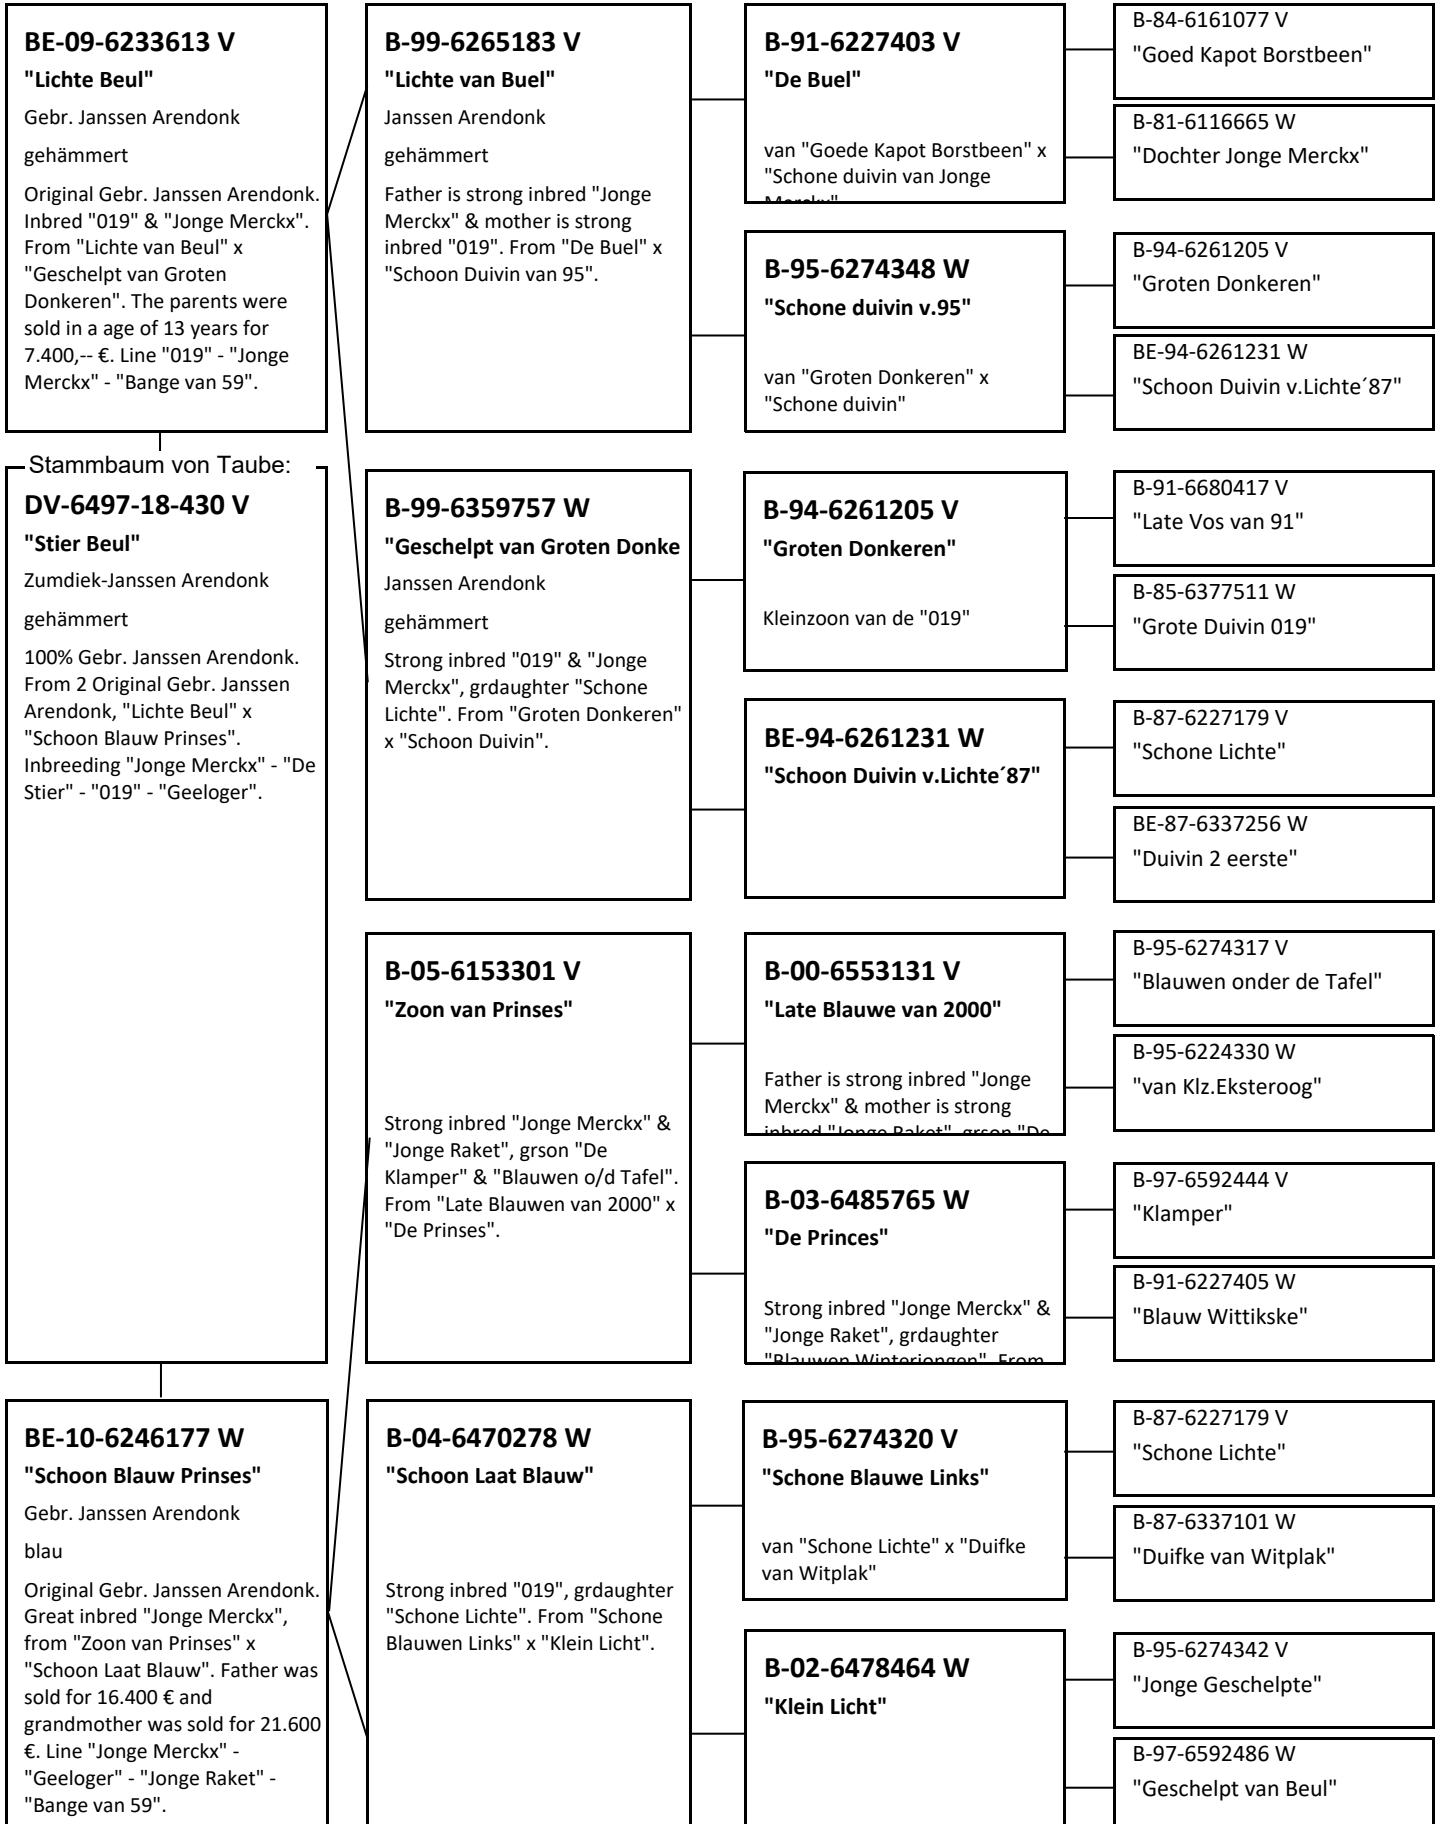 BE-09-6233613 V
"Lichte Beul"
Gebr. Janssen Arendonk
gehämmert
Original Gebr. Janssen Arendonk.
Inbred "019" & "Jonge Merckx".
From "Lichte van Beul" x
"Geschelpt van Groten
Donkeren". The parents were
sold in a age of 13 years for
7.400,-- €. Line "019" - "Jonge
Merckx" - "Bange van 59".
Stammbaum von Taube:
DV-6497-18-430 V
"Stier Beul"
Zumdiek-Janssen Arendonk
gehämmert
100% Gebr. Janssen Arendonk.
From 2 Original Gebr. Janssen
Arendonk, "Lichte Beul" x
"Schoon Blauw Prinses".
Inbreeding "Jonge Merckx" - "De
Stier" - "019" - "Geeloger".
BE-10-6246177 W
"Schoon Blauw Prinses"
Gebr. Janssen Arendonk
blau
Original Gebr. Janssen Arendonk.
Great inbred "Jonge Merckx",
from "Zoon van Prinses" x
"Schoon Laat Blauw". Father was
sold for 16.400 € and
grandmother was sold for 21.600
€. Line "Jonge Merckx" -
"Geeloger" - "Jonge Raket" -
"Bange van 59".
B-99-6265183 V
"Lichte van Buel"
Janssen Arendonk
gehämmert
Father is strong inbred "Jonge
Merckx" & mother is strong
inbred "019". From "De Buel" x
"Schoon Duivin van 95".
B-99-6359757 W
"Geschelpt van Groten Donke
Janssen Arendonk
gehämmert
Strong inbred "019" & "Jonge
Merckx", grdaughter "Schone
Lichte". From "Groten Donkeren"
x "Schoon Duivin".
B-05-6153301 V
"Zoon van Prinses"
Strong inbred "Jonge Merckx" &
"Jonge Raket", grson "De
Klamper" & "Blauwen o/d Tafel".
From "Late Blauwen van 2000" x
"De Prinses".
B-04-6470278 W
"Schoon Laat Blauw"
Strong inbred "019", grdaughter
"Schone Lichte". From "Schone
Blauwen Links" x "Klein Licht".
B-91-6227403 V
"De Buel"
van "Goede Kapot Borstbeen" x
"Schone duivin van Jonge
Merckx"
B-95-6274348 W
"Schone duivin v.95"
van "Groten Donkeren" x
"Schone duivin"
B-94-6261205 V
"Groten Donkeren"
Kleinzoon van de "019"
BE-94-6261231 W
"Schoon Duivin v.Lichte´87"
B-00-6553131 V
"Late Blauwe van 2000"
Father is strong inbred "Jonge
Merckx" & mother is strong
inbred "Jonge Raket", grson "De
B-03-6485765 W
"De Princes"
Strong inbred "Jonge Merckx" &
"Jonge Raket", grdaughter
"Blauwen Winterjongen". From
B-95-6274320 V
"Schone Blauwe Links"
van "Schone Lichte" x "Duifke
van Witplak"
B-02-6478464 W
"Klein Licht"
B-84-6161077 V
"Goed Kapot Borstbeen"
B-81-6116665 W
"Dochter Jonge Merckx"
B-94-6261205 V
"Groten Donkeren"
BE-94-6261231 W
"Schoon Duivin v.Lichte´87"
B-91-6680417 V
"Late Vos van 91"
B-85-6377511 W
"Grote Duivin 019"
B-87-6227179 V
"Schone Lichte"
BE-87-6337256 W
"Duivin 2 eerste"
B-95-6274317 V
"Blauwen onder de Tafel"
B-95-6224330 W
"van Klz.Eksteroog"
B-97-6592444 V
"Klamper"
B-91-6227405 W
"Blauw Wittikske"
B-87-6227179 V
"Schone Lichte"
B-87-6337101 W
"Duifke van Witplak"
B-95-6274342 V
"Jonge Geschelpte"
B-97-6592486 W
"Geschelpt van Beul"